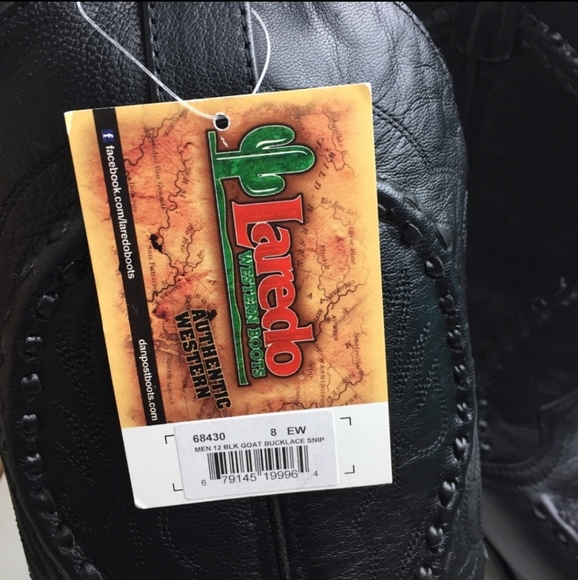 facebook.com/laredoboots
danpostboots.com
Laredo
WESTERN BOOTS
AUTHENTIC
WESTERN
68430 8 EW
MEN 12 BLK GOAT BUCKLACE SNIP
6 79145 19996 4